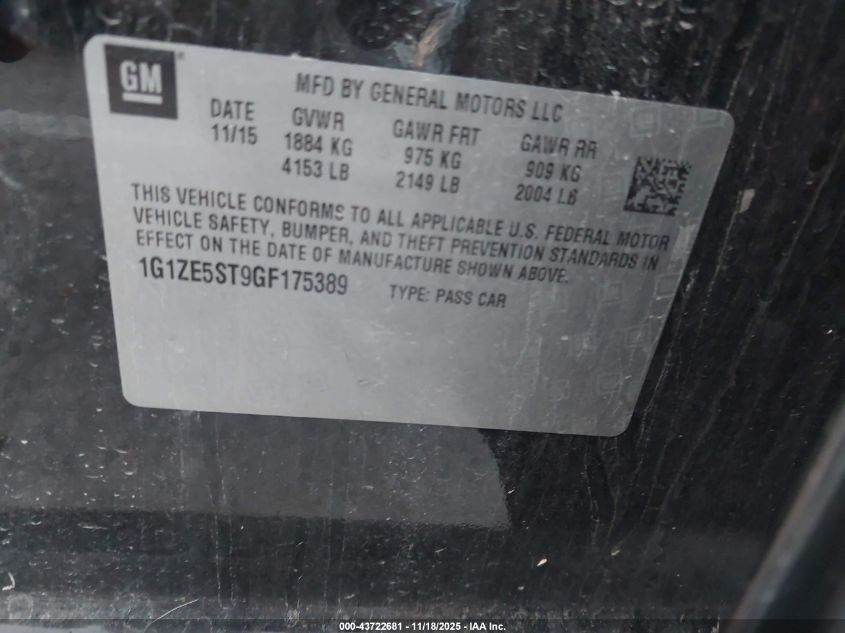 GM
MFD BY GENERAL MOTORS LLC
DATE GVWR GAWR FRT GAWR RR
11/15 1884 KG 975 KG 909 KG
4153 LB 2149 LB 2004 LB
THIS VEHICLE CONFORMS TO ALL APPLICABLE U.S. FEDERAL MOTOR
VEHICLE SAFETY, BUMPER, AND THEFT PREVENTION STANDARDS IN
EFFECT ON THE DATE OF MANUFACTURE SHOWN ABOVE.
1G1ZE5ST9GF175389 TYPE: PASS CAR
000-43722681 - 11/18/2025 - IAA Inc.